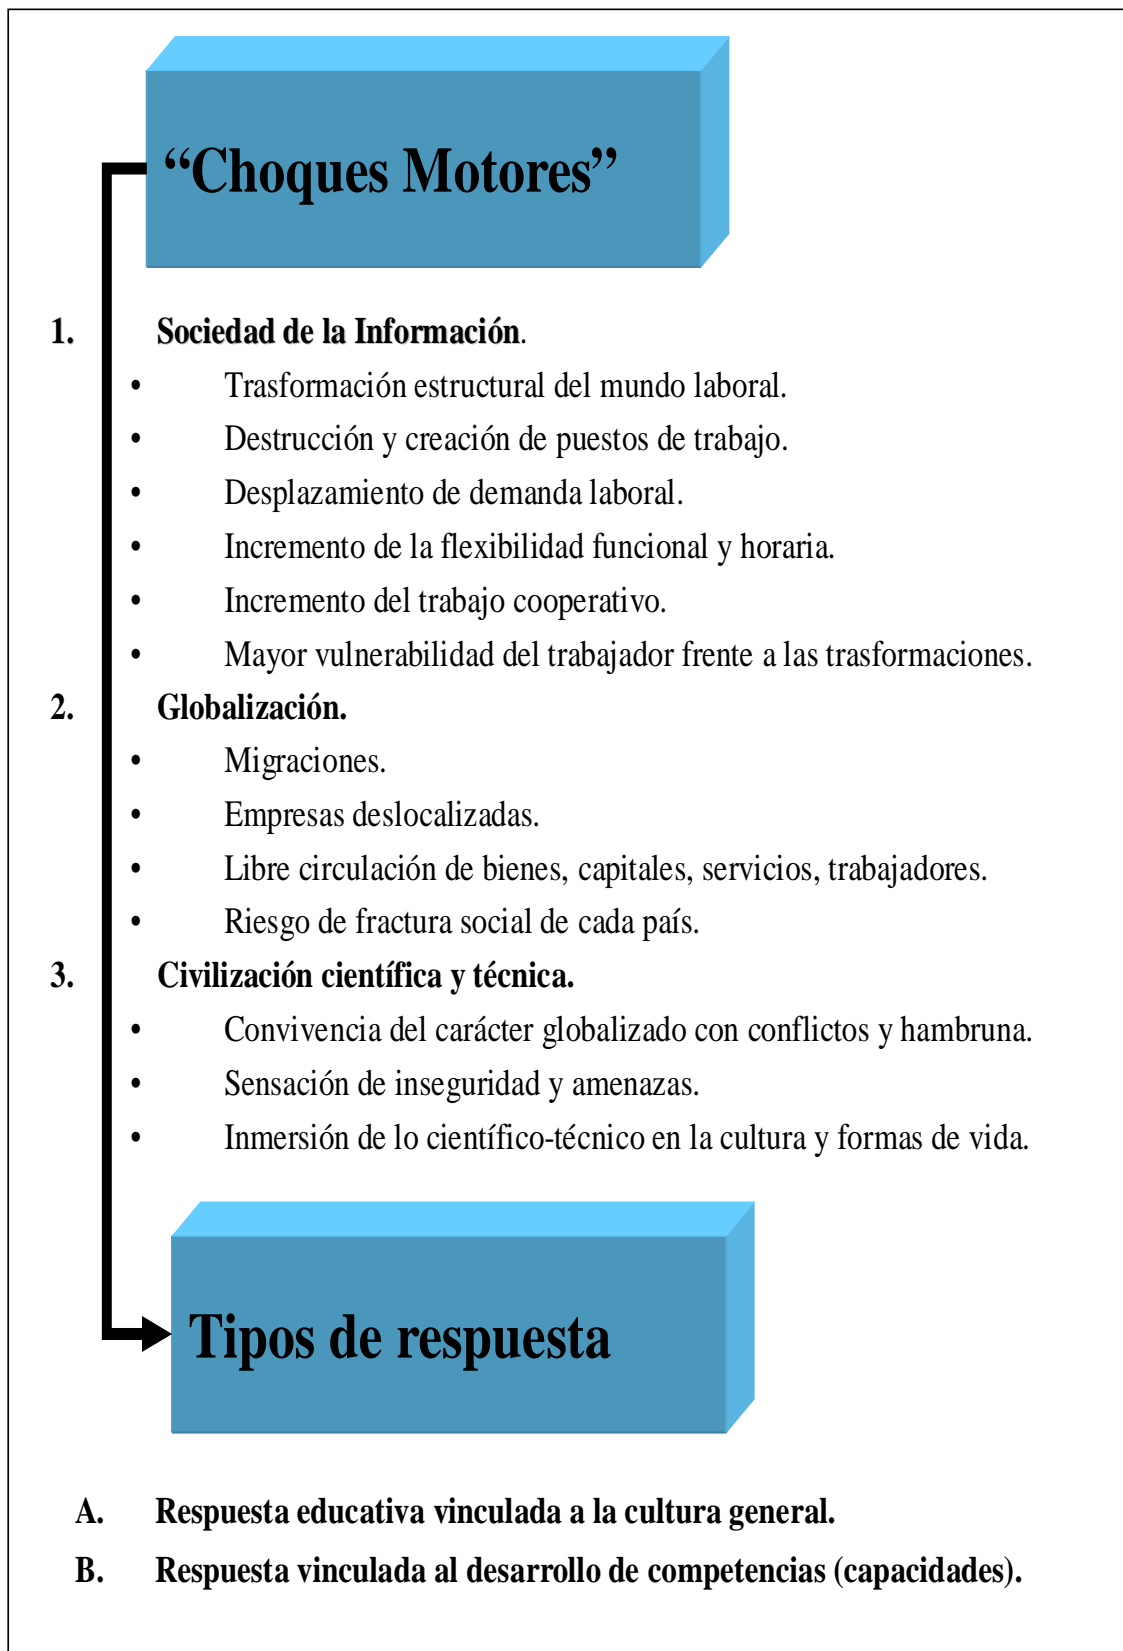 “Choques Motores”
1. Sociedad de la Información.
• Trasformación estructural del mundo laboral.
• Destrucción y creación de puestos de trabajo.
• Desplazamiento de demanda laboral.
• Incremento de la flexibilidad funcional y horaria.
• Incremento del trabajo cooperativo.
• Mayor vulnerabilidad del trabajador frente a las trasformaciones.
2. Globalización.
• Migraciones.
• Empresas deslocalizadas.
• Libre circulación de bienes, capitales, servicios, trabajadores.
• Riesgo de fractura social de cada país.
3. Civilización científica y técnica.
• Convivencia del carácter globalizado con conflictos y hambruna.
• Sensación de inseguridad y amenazas.
• Inmersión de lo científico-técnico en la cultura y formas de vida.
Tipos de respuesta
A. Respuesta educativa vinculada a la cultura general.
B. Respuesta vinculada al desarrollo de competencias (capacidades).